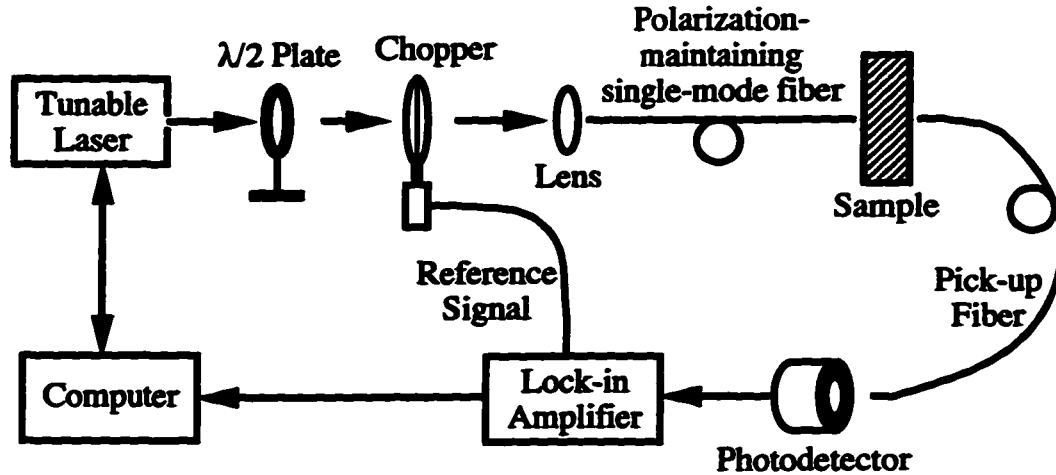 Polarization-
maintaining
single-mode fiber
λ/2 Plate
Chopper
Tunable
Laser
Lens
Sample
Reference
Signal
Pick-up
Fiber
Computer
Lock-in
Amplifier
Photodetector